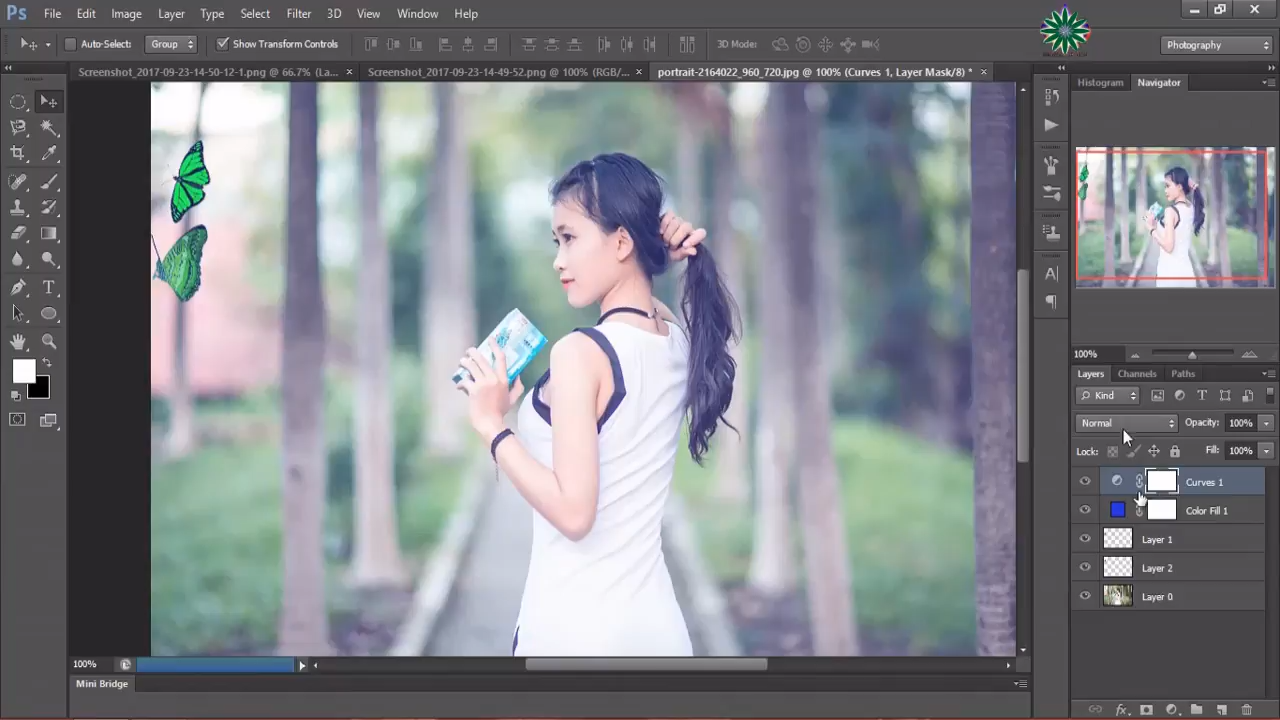 Ps File Edit Image Layer Type Select Filter 3D View Window Help
Auto-Select: Group Show Transform Controls 3D Mode: Photography
Screenshot_2017-09-23-14-50-12-1.png @ 66.7% (La... × Screenshot_2017-09-23-14-49-52.png @ 100% (RGB/... × portrait-2164022_960_720.jpg @ 100% (Curves 1, Layer Mask/8) * ×
Histogram Navigator
100%
Layers Channels Paths
Kind
Normal Opacity: 100%
Lock: Fill: 100%
Curves 1
Color Fill 1
Layer 1
Layer 2
Layer 0
100%
Mini Bridge